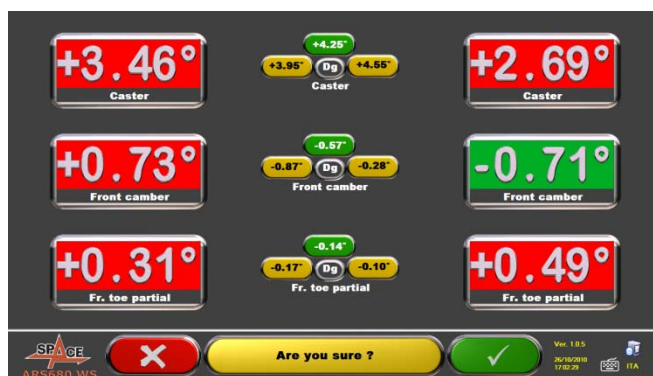 +3.46°
Caster
+4.25°
+3.95° Dg +4.55°
Caster
+2.69°
Caster
+0.73°
Front camber
-0.57°
-0.87° Dg -0.28°
Front camber
-0.71°
Front camber
+0.31°
Fr. toe partial
-0.14°
-0.17° Dg -0.10°
Fr. toe partial
+0.49°
Fr. toe partial
SPACE
ARS680 WS
Are you sure ?
Ver. 1.0.5
26/10/2010
17:02:29
ITA